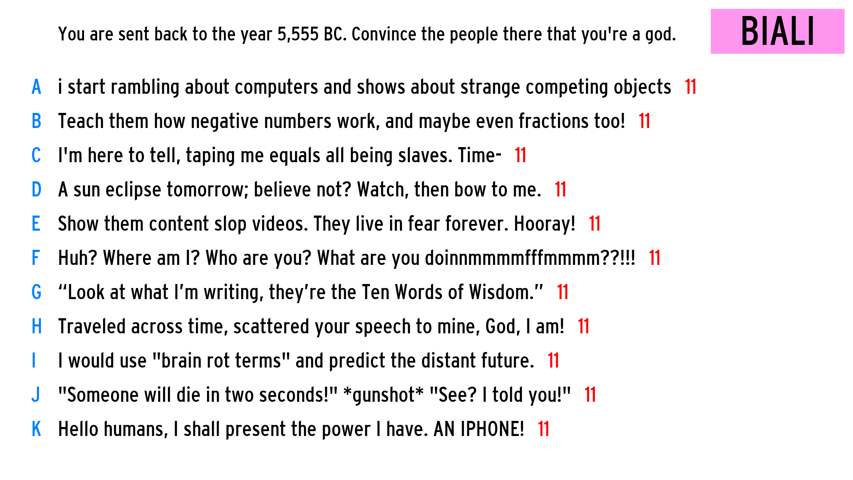 You are sent back to the year 5,555 BC. Convince the people there that you're a god.
BIALI
A i start rambling about computers and shows about strange competing objects 11
B Teach them how negative numbers work, and maybe even fractions too! 11
C I'm here to tell, taping me equals all being slaves. Time- 11
D A sun eclipse tomorrow; believe not? Watch, then bow to me. 11
E Show them content slop videos. They live in fear forever. Hooray! 11
F Huh? Where am I? Who are you? What are you doinnmmmmfffmmmm??!!! 11
G “Look at what I’m writing, they’re the Ten Words of Wisdom.” 11
H Traveled across time, scattered your speech to mine, God, I am! 11
I I would use "brain rot terms" and predict the distant future. 11
J "Someone will die in two seconds!" *gunshot* "See? I told you!" 11
K Hello humans, I shall present the power I have. AN IPHONE! 11